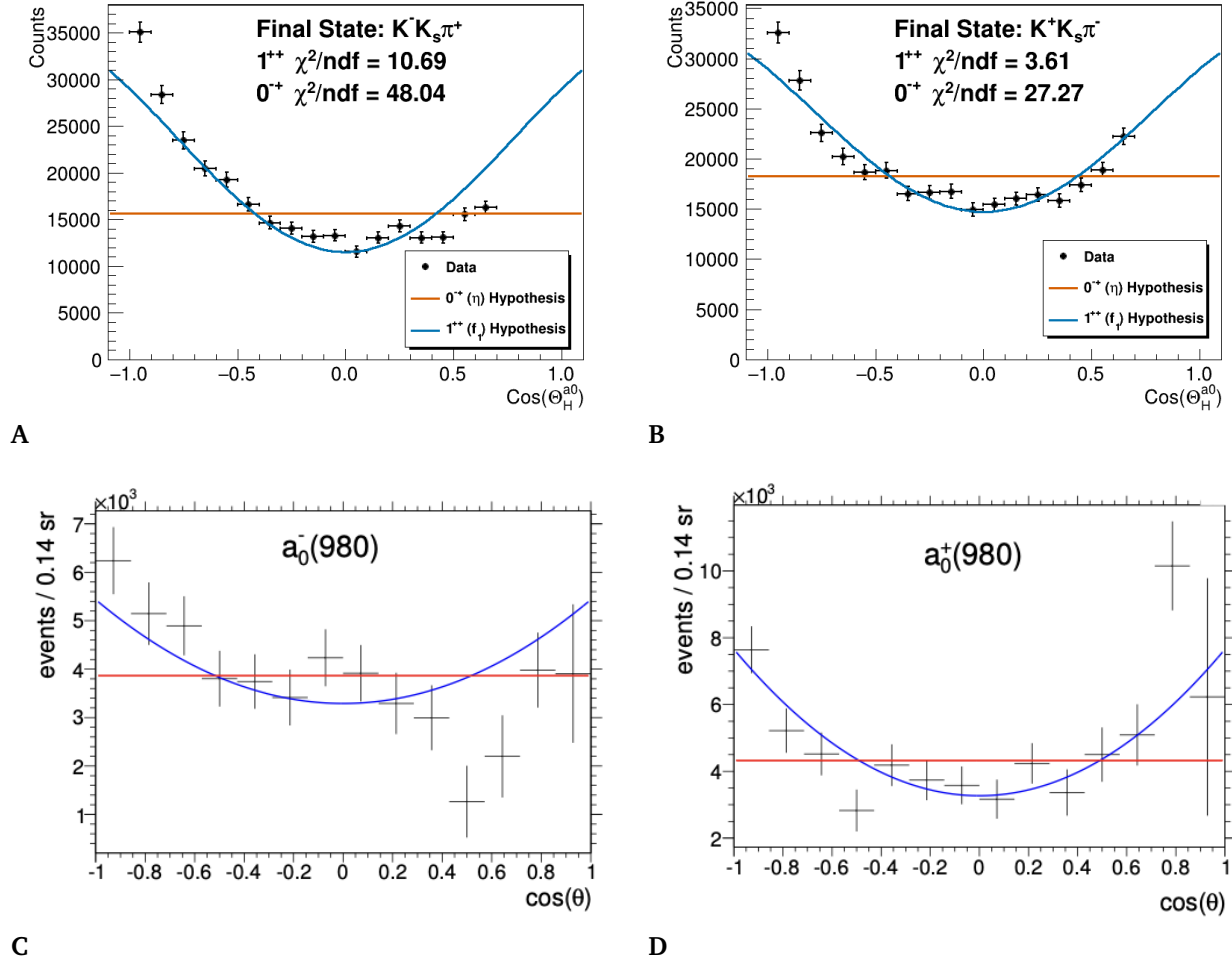 Counts
35000
30000
25000
20000
15000
10000
5000
0
Final State: K⁻Kₛπ⁺
1⁺⁺ χ²/ndf = 10.69
0⁻⁺ χ²/ndf = 48.04
Data
0⁻⁺ (η) Hypothesis
1⁺⁺ (f₁) Hypothesis
−1.0 −0.5 0.0 0.5 1.0
Cos(Θ_H^a0)
A
Counts
35000
30000
25000
20000
15000
10000
5000
0
Final State: K⁺Kₛπ⁻
1⁺⁺ χ²/ndf = 3.61
0⁻⁺ χ²/ndf = 27.27
Data
0⁻⁺ (η) Hypothesis
1⁺⁺ (f₁) Hypothesis
−1.0 −0.5 0.0 0.5 1.0
Cos(Θ_H^a0)
B
×10³
events / 0.14 sr
7
6
5
4
3
2
1
a₀⁻(980)
-1 -0.8 -0.6 -0.4 -0.2 0 0.2 0.4 0.6 0.8 1
cos(θ)
C
×10³
events / 0.14 sr
10
8
6
4
2
a₀⁺(980)
-1 -0.8 -0.6 -0.4 -0.2 0 0.2 0.4 0.6 0.8 1
cos(θ)
D